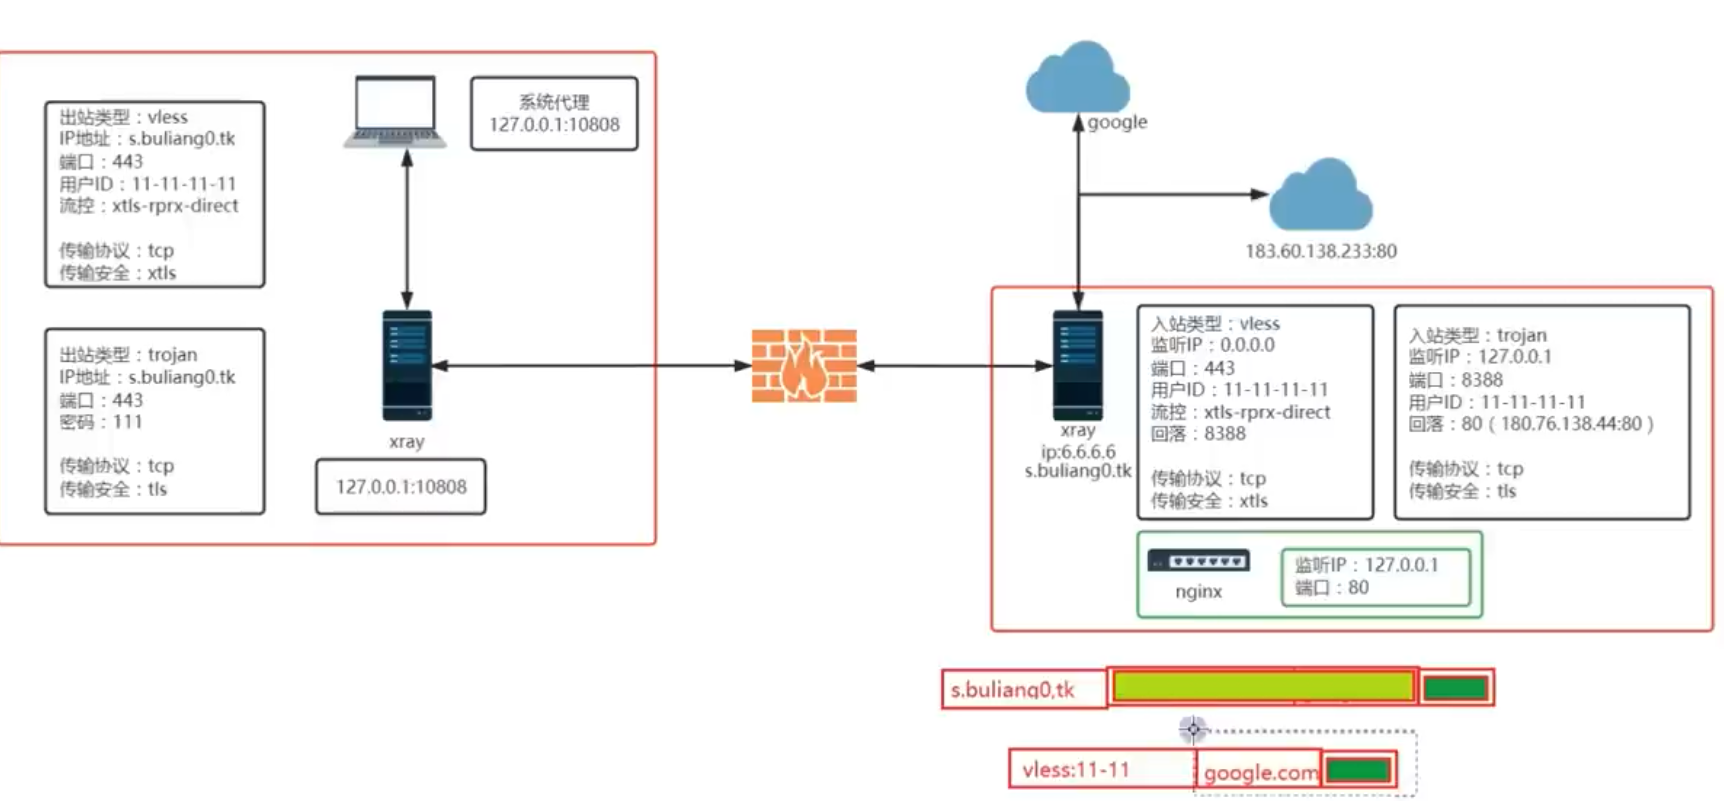 出站类型：vless
IP地址：s.buliang0.tk
端口：443
用户ID：11-11-11-11
流控：xtls-rprx-direct
传输协议：tcp
传输安全：xtls
系统代理
127.0.0.1:10808
出站类型：trojan
IP地址：s.buliang0.tk
端口：443
密码：111
传输协议：tcp
传输安全：tls
xray
127.0.0.1:10808
google
183.60.138.233:80
xray
ip:6.6.6.6
s.buliang0.tk
入站类型：vless
监听IP：0.0.0.0
端口：443
用户ID：11-11-11-11
流控：xtls-rprx-direct
回落：8388
传输协议：tcp
传输安全：xtls
入站类型：trojan
监听IP：127.0.0.1
端口：8388
用户ID：11-11-11-11
回落：80（180.76.138.44:80）
传输协议：tcp
传输安全：tls
nginx
监听IP：127.0.0.1
端口：80
s.buliang0,tk
vless:11-11
google.com